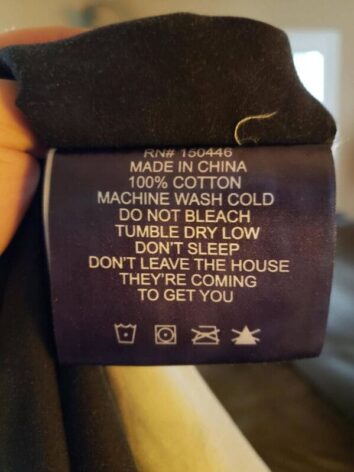 RN# 150446
MADE IN CHINA
100% COTTON
MACHINE WASH COLD
DO NOT BLEACH
TUMBLE DRY LOW
DON'T SLEEP
DON'T LEAVE THE HOUSE
THEY'RE COMING
TO GET YOU